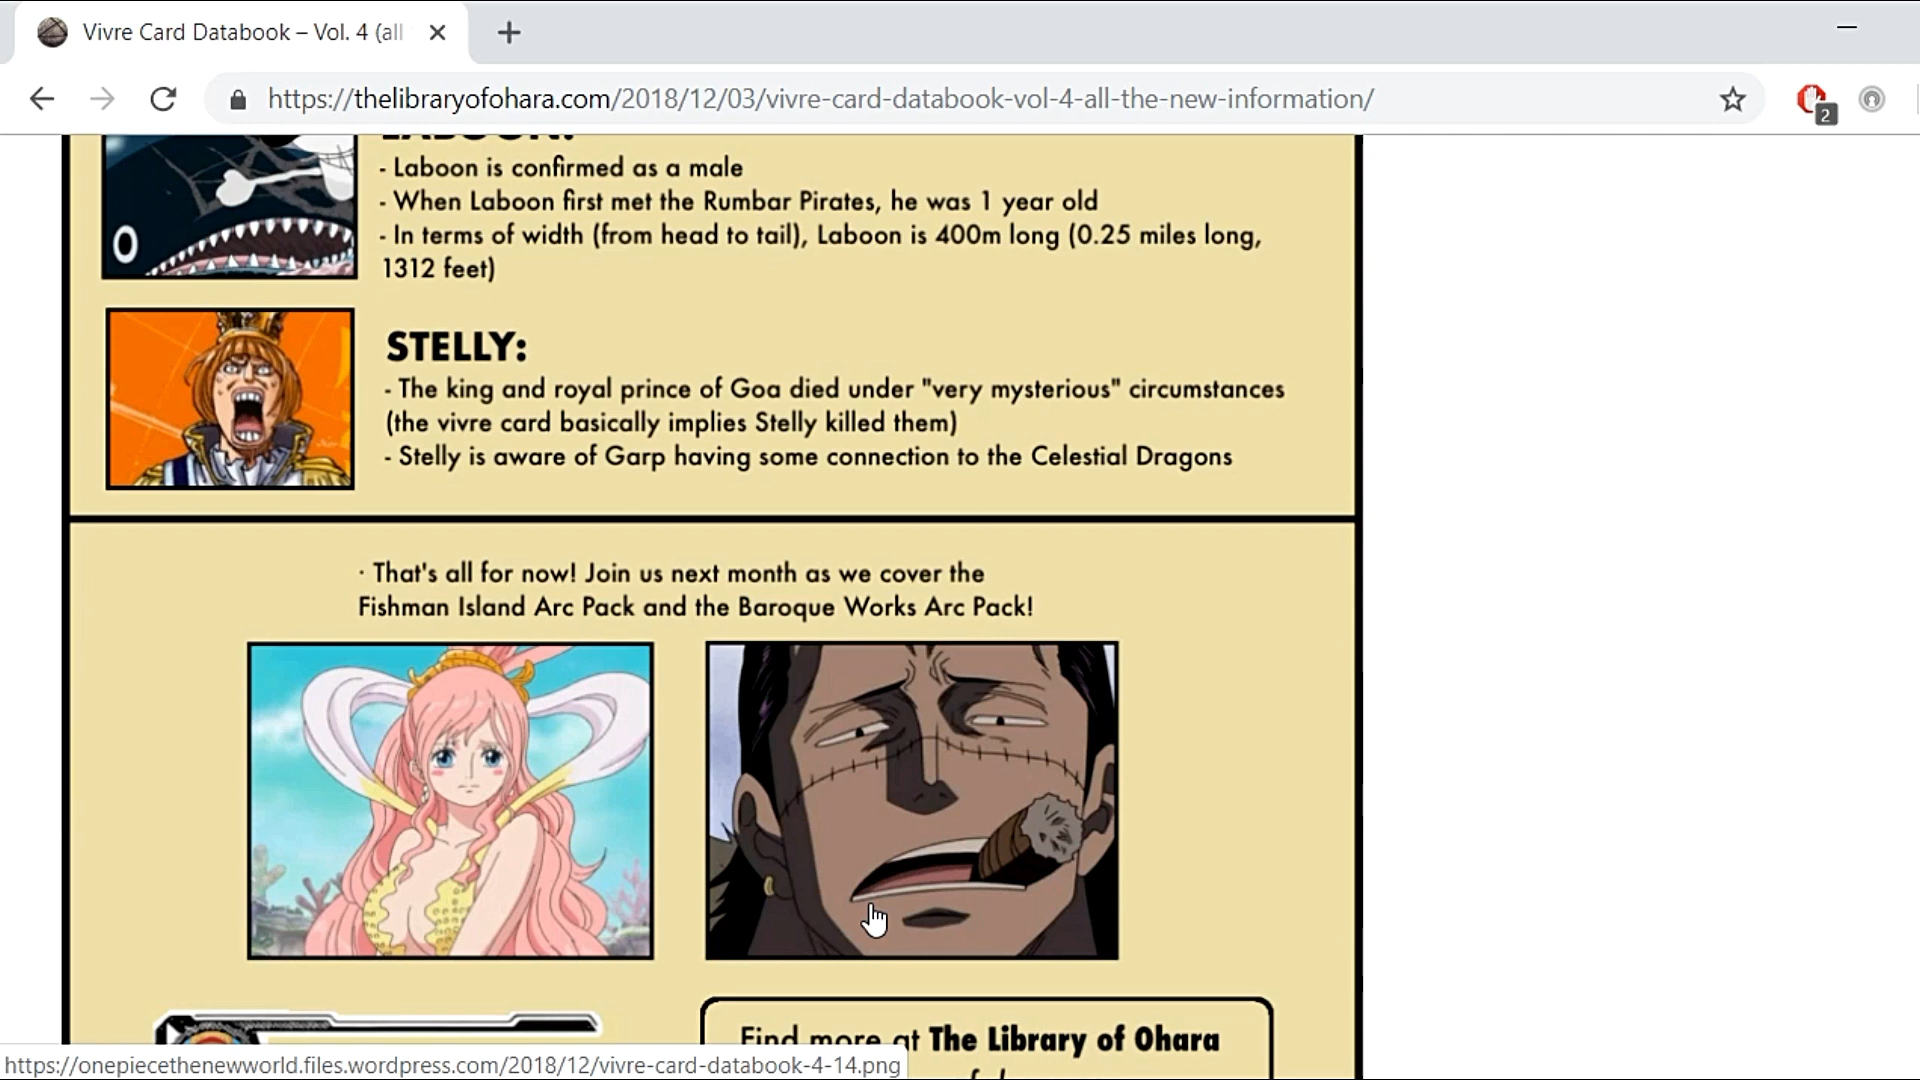 Vivre Card Databook – Vol. 4 (all
https://thelibraryofohara.com/2018/12/03/vivre-card-databook-vol-4-all-the-new-information/
2
LABOON:
- Laboon is confirmed as a male
- When Laboon first met the Rumbar Pirates, he was 1 year old
- In terms of width (from head to tail), Laboon is 400m long (0.25 miles long,
1312 feet)
STELLY:
- The king and royal prince of Goa died under "very mysterious" circumstances
(the vivre card basically implies Stelly killed them)
- Stelly is aware of Garp having some connection to the Celestial Dragons
· That's all for now! Join us next month as we cover the
Fishman Island Arc Pack and the Baroque Works Arc Pack!
Find more at The Library of Ohara
https://onepiecethenewworld.files.wordpress.com/2018/12/vivre-card-databook-4-14.png